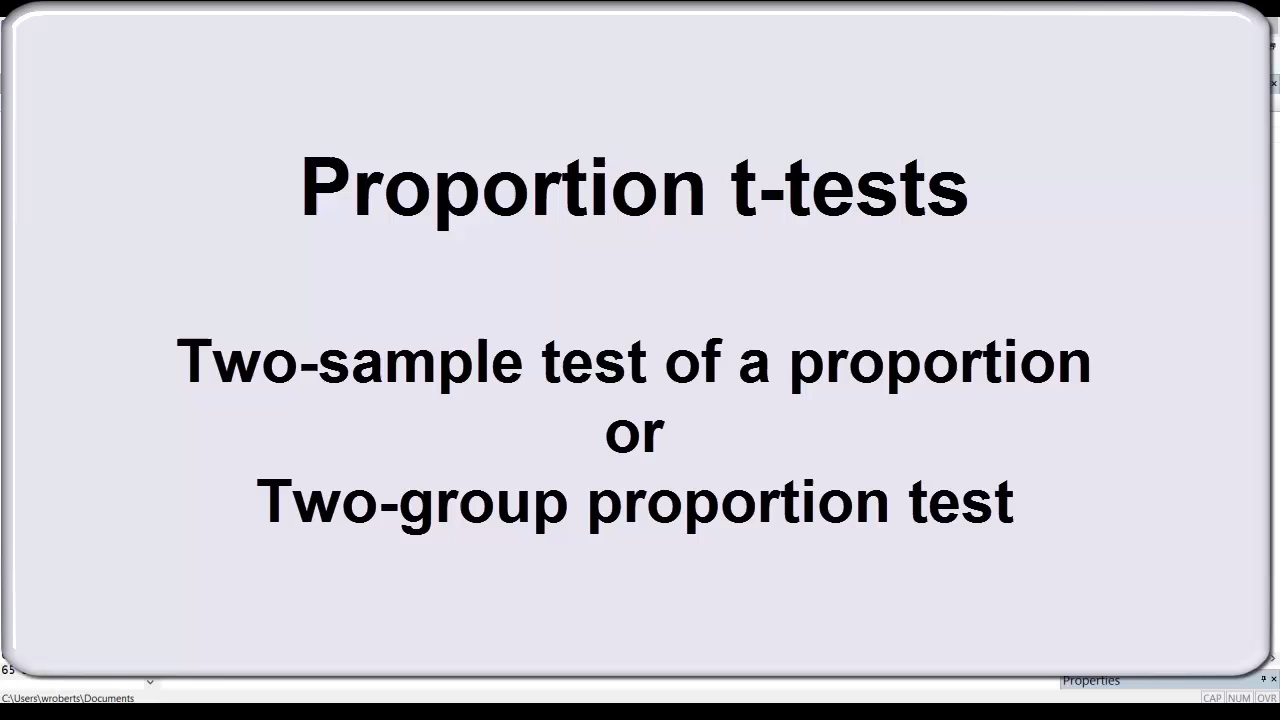 Proportion t-tests
Two-sample test of a proportion
or
Two-group proportion test
65
Properties
C:\Users\wroberts\Documents
CAP NUM OVR